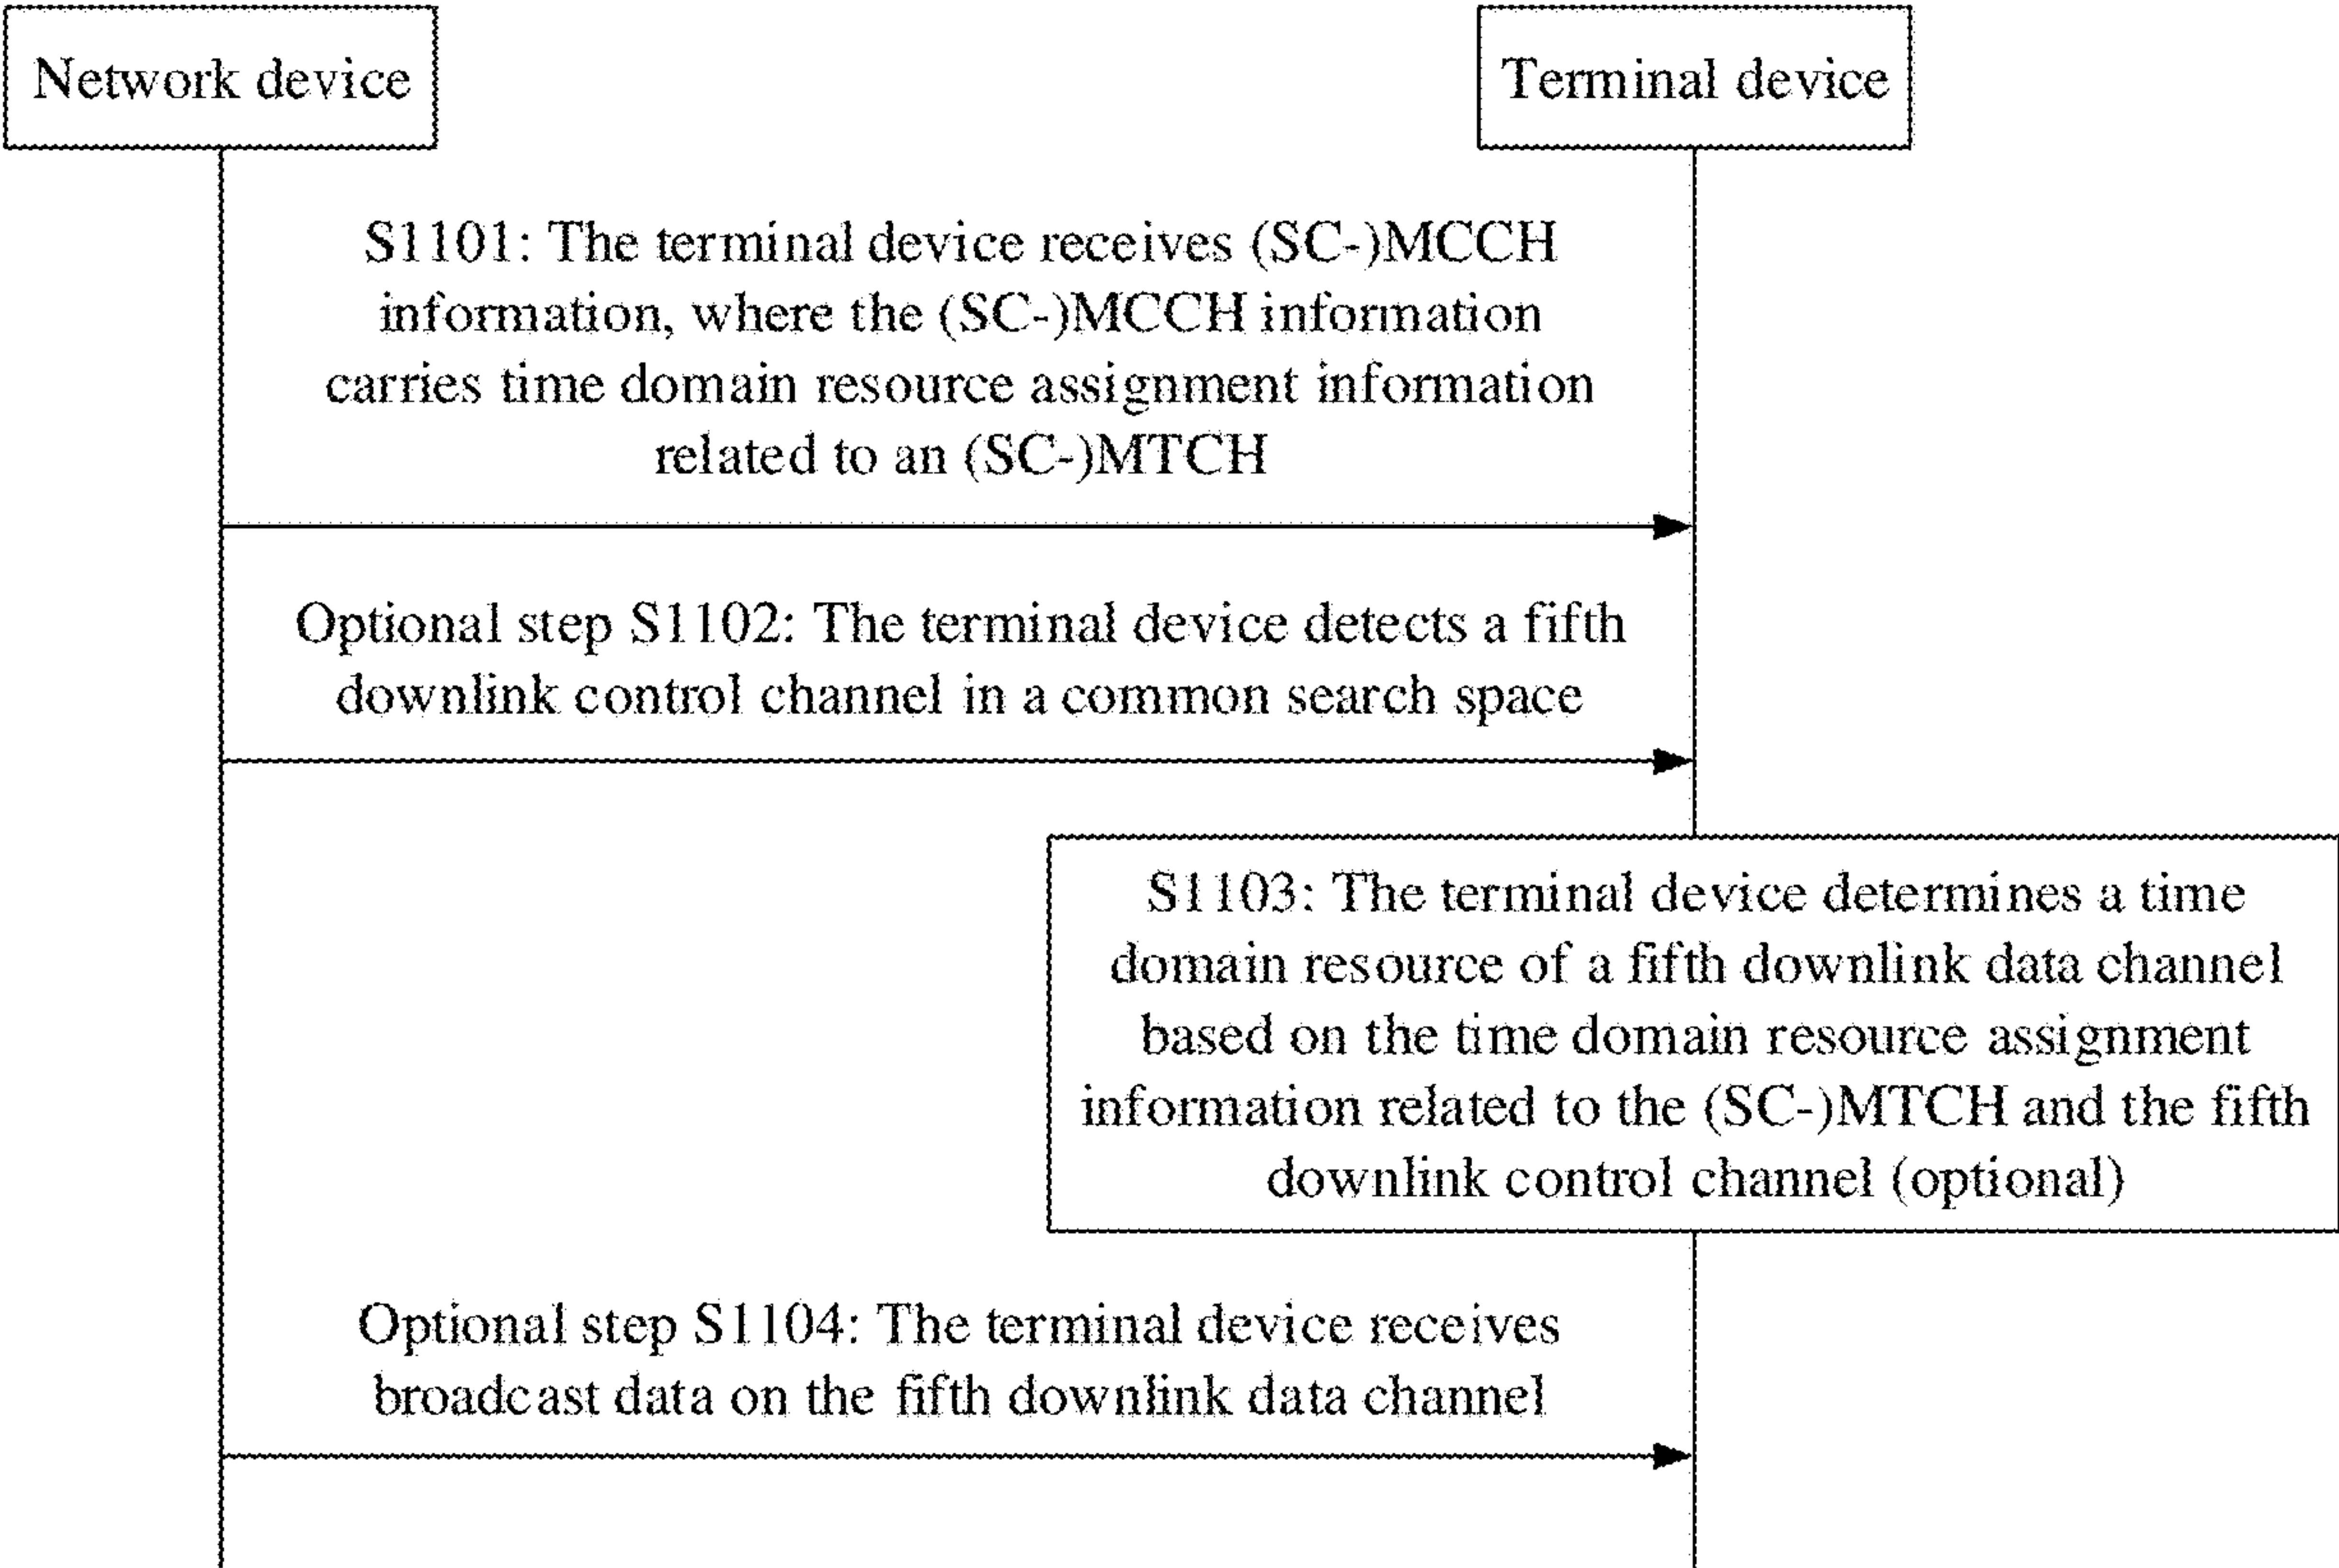 Network device
Terminal device
S1101: The terminal device receives (SC-)MCCH
information, where the (SC-)MCCH information
carries time domain resource assignment information
related to an (SC-)MTCH
Optional step S1102: The terminal device detects a fifth
downlink control channel in a common search space
S1103: The terminal device determines a time
domain resource of a fifth downlink data channel
based on the time domain resource assignment
information related to the (SC-)MTCH and the fifth
downlink control channel (optional)
Optional step S1104: The terminal device receives
broadcast data on the fifth downlink data channel